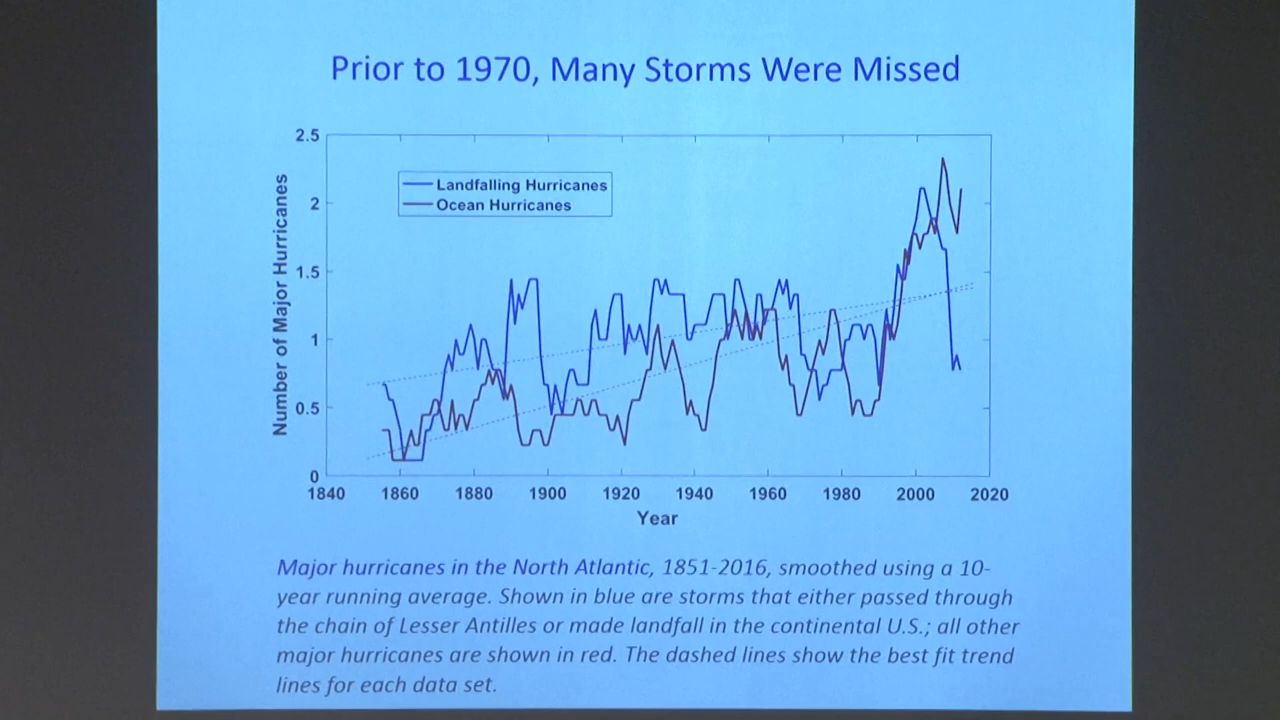 Prior to 1970, Many Storms Were Missed
Number of Major Hurricanes
2.5
2
1.5
1
0.5
0
Landfalling Hurricanes
Ocean Hurricanes
1840 1860 1880 1900 1920 1940 1960 1980 2000 2020
Year
Major hurricanes in the North Atlantic, 1851-2016, smoothed using a 10-
year running average. Shown in blue are storms that either passed through
the chain of Lesser Antilles or made landfall in the continental U.S.; all other
major hurricanes are shown in red. The dashed lines show the best fit trend
lines for each data set.